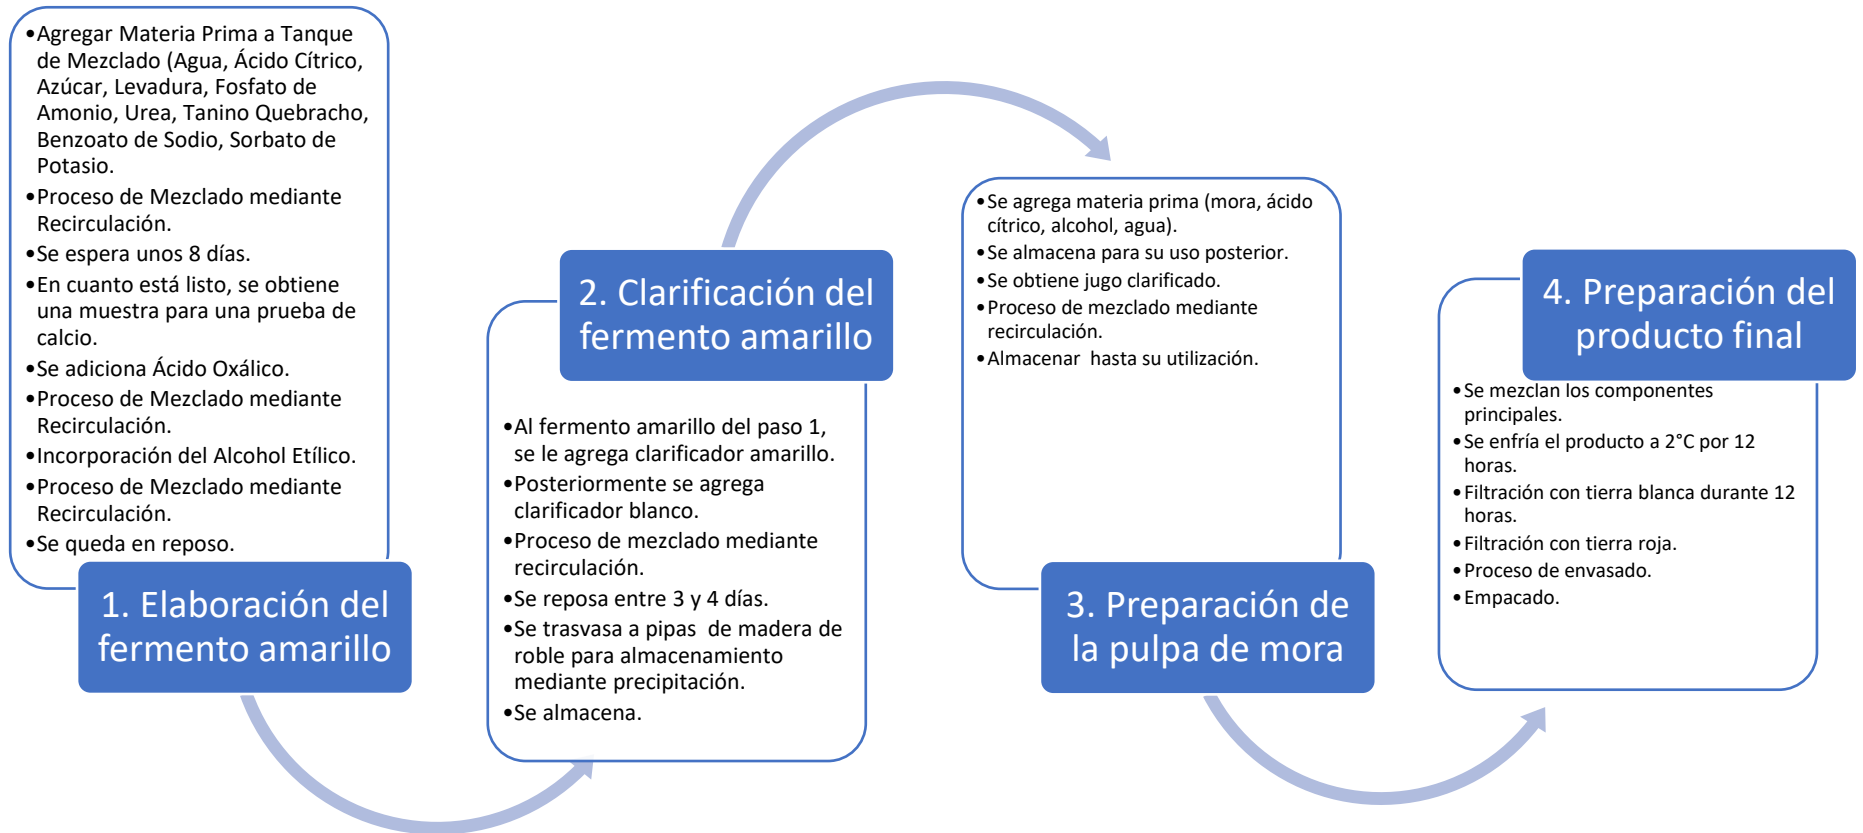 •Agregar Materia Prima a Tanque
de Mezclado (Agua, Ácido Cítrico,
Azúcar, Levadura, Fosfato de
Amonio, Urea, Tanino Quebracho,
Benzoato de Sodio, Sorbato de
Potasio.
•Proceso de Mezclado mediante
Recirculación.
•Se espera unos 8 días.
•En cuanto está listo, se obtiene
una muestra para una prueba de
calcio.
•Se adiciona Ácido Oxálico.
•Proceso de Mezclado mediante
Recirculación.
•Incorporación del Alcohol Etílico.
•Proceso de Mezclado mediante
Recirculación.
•Se queda en reposo.
1. Elaboración del
fermento amarillo
2. Clarificación del
fermento amarillo
•Al fermento amarillo del paso 1,
se le agrega clarificador amarillo.
•Posteriormente se agrega
clarificador blanco.
•Proceso de mezclado mediante
recirculación.
•Se reposa entre 3 y 4 días.
•Se trasvasa a pipas de madera de
roble para almacenamiento
mediante precipitación.
•Se almacena.
•Se agrega materia prima (mora, ácido
cítrico, alcohol, agua).
•Se almacena para su uso posterior.
•Se obtiene jugo clarificado.
•Proceso de mezclado mediante
recirculación.
•Almacenar hasta su utilización.
3. Preparación de
la pulpa de mora
4. Preparación del
producto final
•Se mezclan los componentes
principales.
•Se enfría el producto a 2°C por 12
horas.
•Filtración con tierra blanca durante 12
horas.
•Filtración con tierra roja.
•Proceso de envasado.
•Empacado.